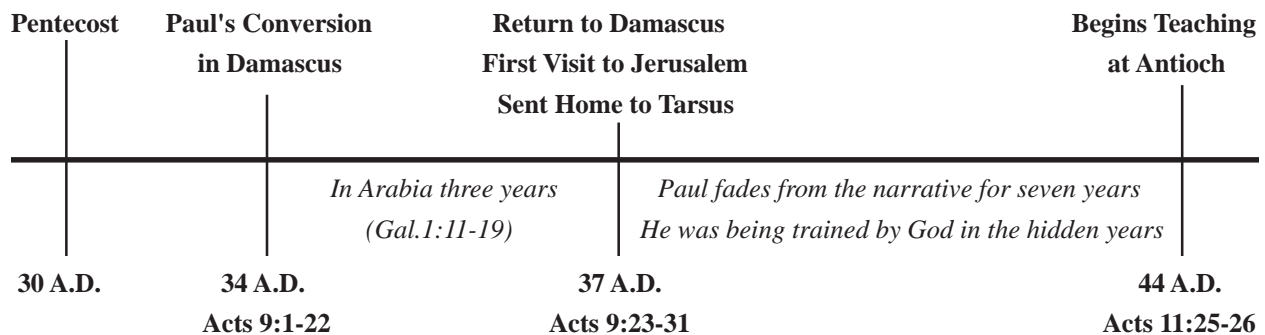 Pentecost
Paul's Conversion
in Damascus
Return to Damascus
First Visit to Jerusalem
Sent Home to Tarsus
Begins Teaching
at Antioch
In Arabia three years
(Gal.1:11-19)
Paul fades from the narrative for seven years
He was being trained by God in the hidden years
30 A.D.
34 A.D.
Acts 9:1-22
37 A.D.
Acts 9:23-31
44 A.D.
Acts 11:25-26